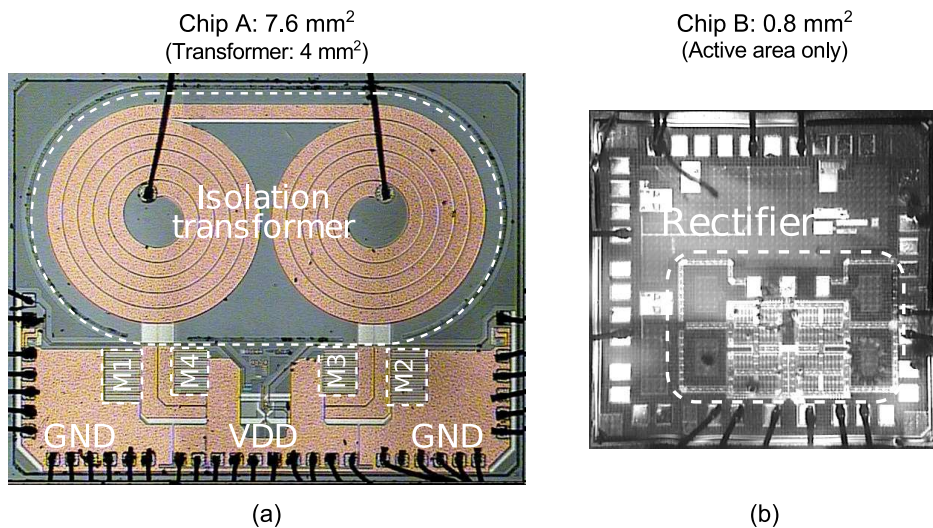 Chip A: 7.6 mm²
(Transformer: 4 mm²)
Chip B: 0.8 mm²
(Active area only)
Isolation
transformer
Rectifier
M1
M4
M3
M2
GND
VDD
GND
(a)
(b)